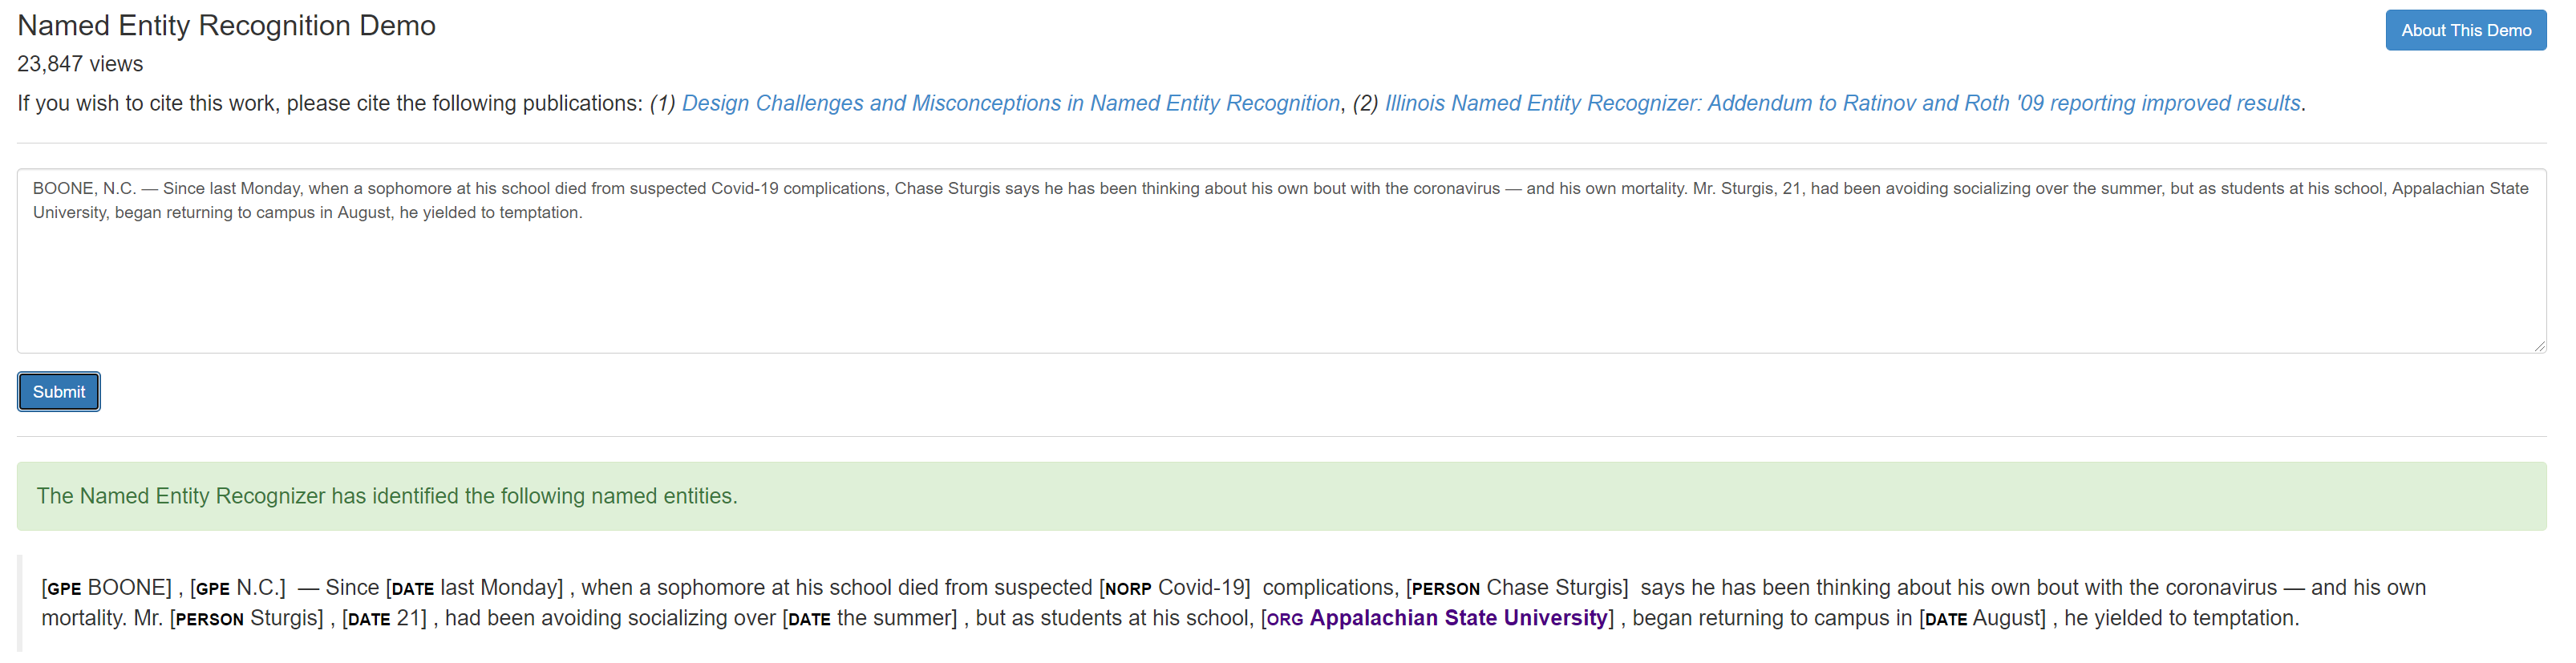 Named Entity Recognition Demo
About This Demo
23,847 views
If you wish to cite this work, please cite the following publications: (1) Design Challenges and Misconceptions in Named Entity Recognition, (2) Illinois Named Entity Recognizer: Addendum to Ratinov and Roth '09 reporting improved results.
BOONE, N.C. — Since last Monday, when a sophomore at his school died from suspected Covid-19 complications, Chase Sturgis says he has been thinking about his own bout with the coronavirus — and his own mortality. Mr. Sturgis, 21, had been avoiding socializing over the summer, but as students at his school, Appalachian State
University, began returning to campus in August, he yielded to temptation.
Submit
The Named Entity Recognizer has identified the following named entities.
[GPE BOONE] , [GPE N.C.] — Since [DATE last Monday] , when a sophomore at his school died from suspected [NORP Covid-19] complications, [PERSON Chase Sturgis] says he has been thinking about his own bout with the coronavirus — and his own
mortality. Mr. [PERSON Sturgis] , [DATE 21] , had been avoiding socializing over [DATE the summer] , but as students at his school, [ORG Appalachian State University] , began returning to campus in [DATE August] , he yielded to temptation.